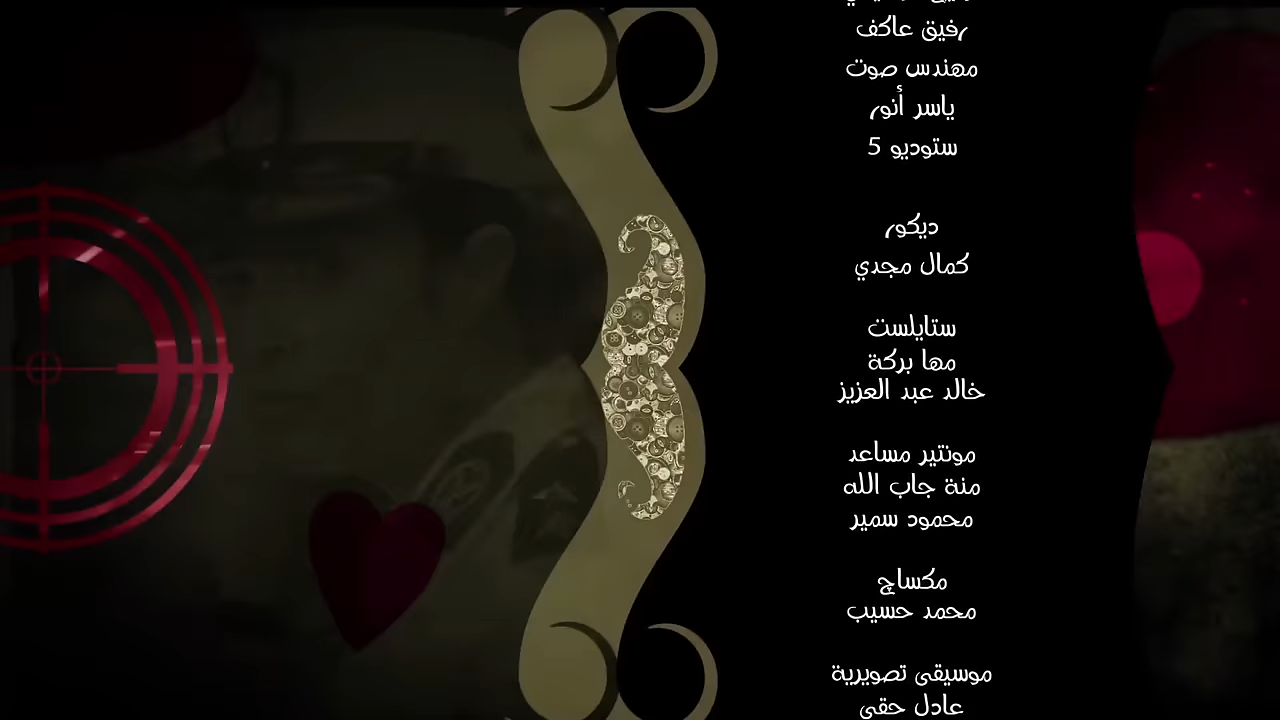 رفيق عاكف
مهندس صوت
ياسر أنور
ستوديو 5
ديكور
كمال مجدي
ستايلست
مها بركة
خالد عبد العزيز
مونتير مساعد
منة جاب الله
محمود سمير
مكساچ
محمد حسيب
موسيقى تصويرية
عادل حقي